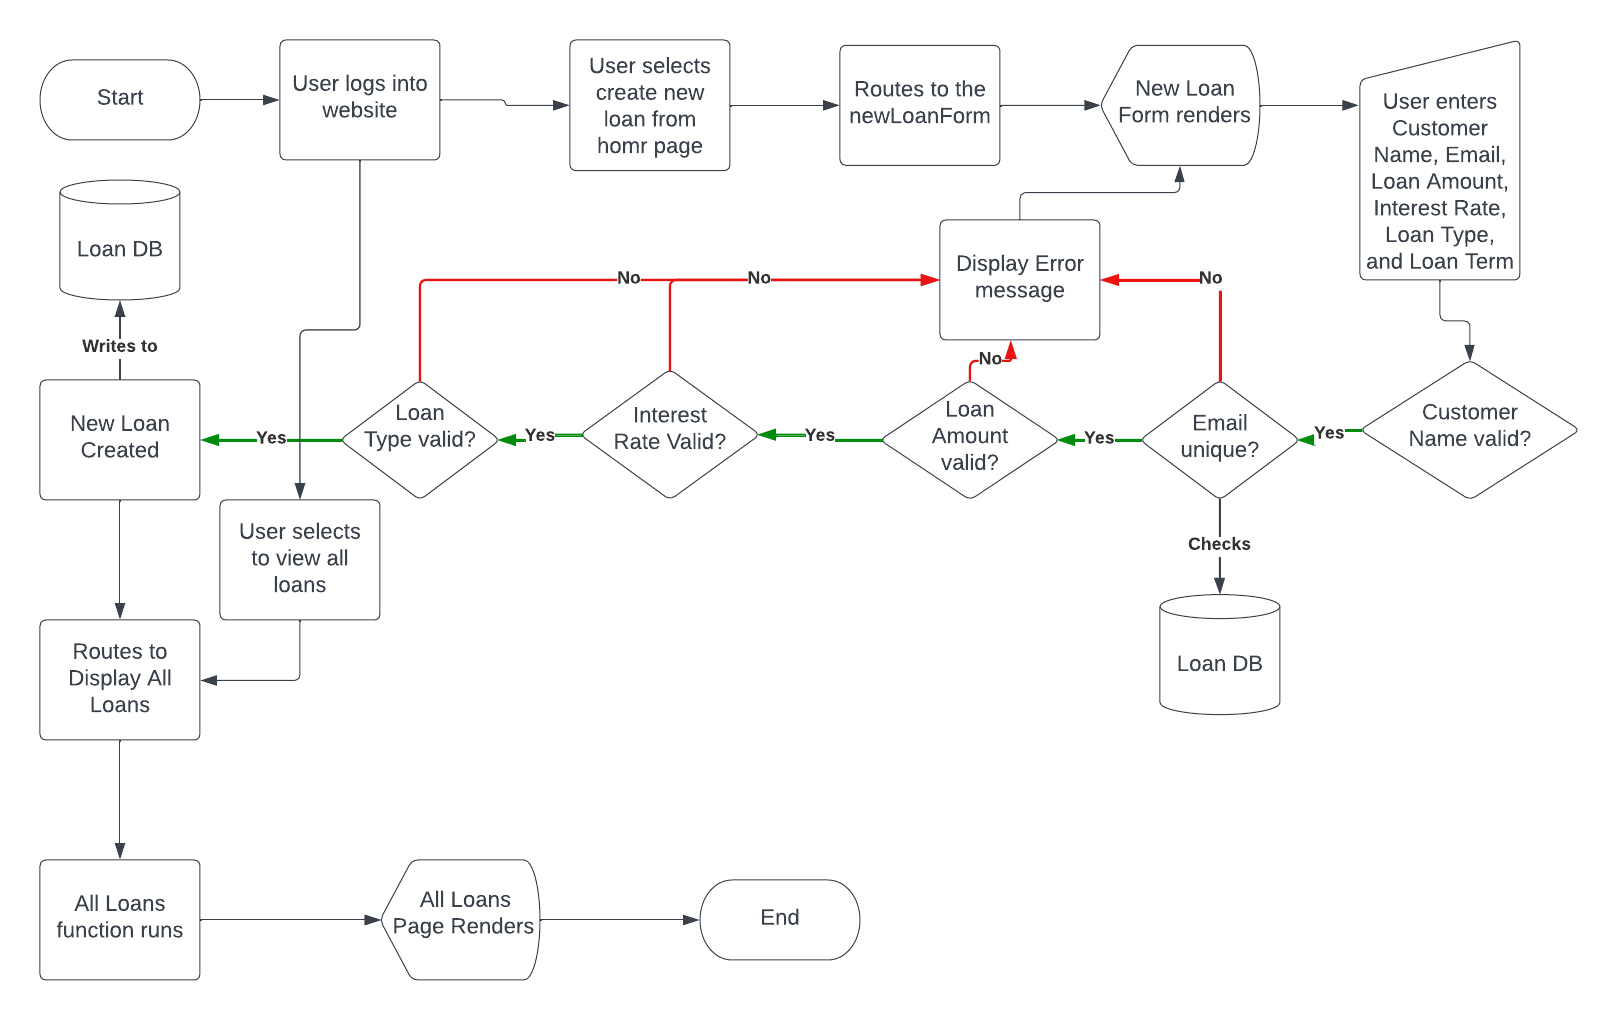 Start
User logs into
website
User selects
create new
loan from
homr page
Routes to the
newLoanForm
New Loan
Form renders
User enters
Customer
Name, Email,
Loan Amount,
Interest Rate,
Loan Type,
and Loan Term
Loan DB
Writes to
Display Error
message
No
No
No
No
New Loan
Created
Yes
Loan
Type valid?
Yes
Interest
Rate Valid?
Yes
Loan
Amount
valid?
Yes
Email
unique?
Yes
Customer
Name valid?
User selects
to view all
loans
Checks
Loan DB
Routes to
Display All
Loans
All Loans
function runs
All Loans
Page Renders
End